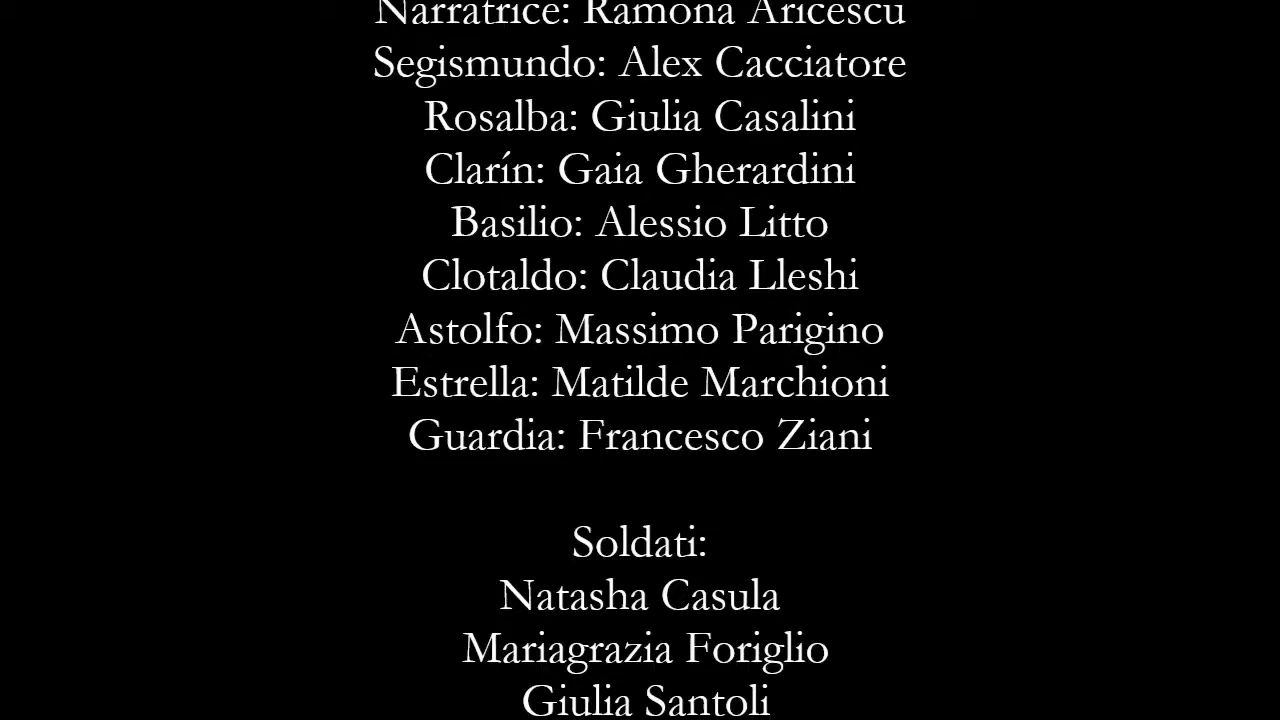 Narratrice: Ramona Aricescu
Segismundo: Alex Cacciatore
Rosalba: Giulia Casalini
Clarín: Gaia Gherardini
Basilio: Alessio Litto
Clotaldo: Claudia Lleshi
Astolfo: Massimo Parigino
Estrella: Matilde Marchioni
Guardia: Francesco Ziani
Soldati:
Natasha Casula
Mariagrazia Foriglio
Giulia Santoli